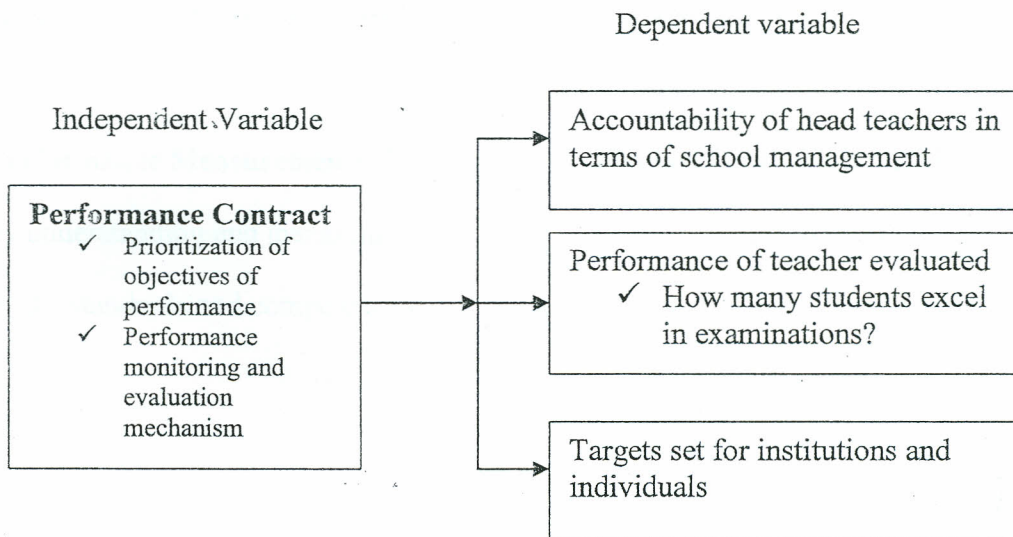 Dependent variable
Independent Variable
Performance Contract
✓ Prioritization of
objectives of
performance
✓ Performance
monitoring and
evaluation
mechanism
Accountability of head teachers in
terms of school management
Performance of teacher evaluated
✓ How many students excel
in examinations?
Targets set for institutions and
individuals